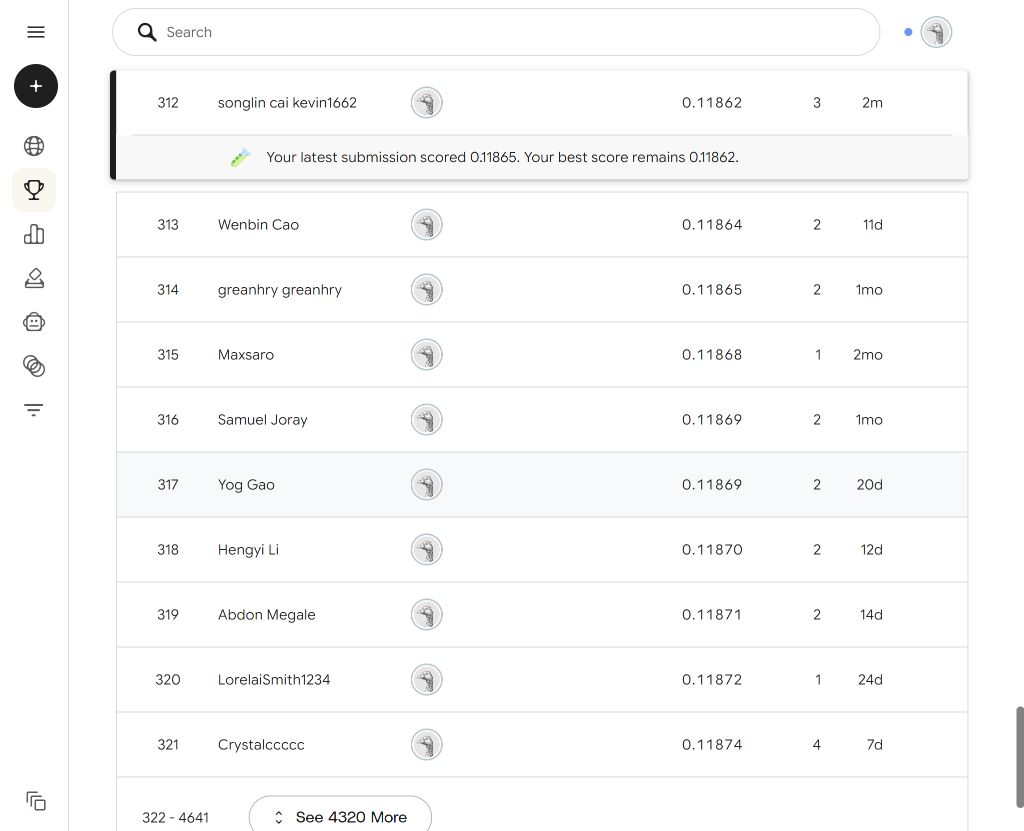 Search
312 songlin cai kevin1662 0.11862 3 2m
Your latest submission scored 0.11865. Your best score remains 0.11862.
313 Wenbin Cao 0.11864 2 11d
314 greanhry greanhry 0.11865 2 1mo
315 Maxsaro 0.11868 1 2mo
316 Samuel Joray 0.11869 2 1mo
317 Yog Gao 0.11869 2 20d
318 Hengyi Li 0.11870 2 12d
319 Abdon Megale 0.11871 2 14d
320 LorelaiSmith1234 0.11872 1 24d
321 Crystalccccc 0.11874 4 7d
322 - 4641 See 4320 More